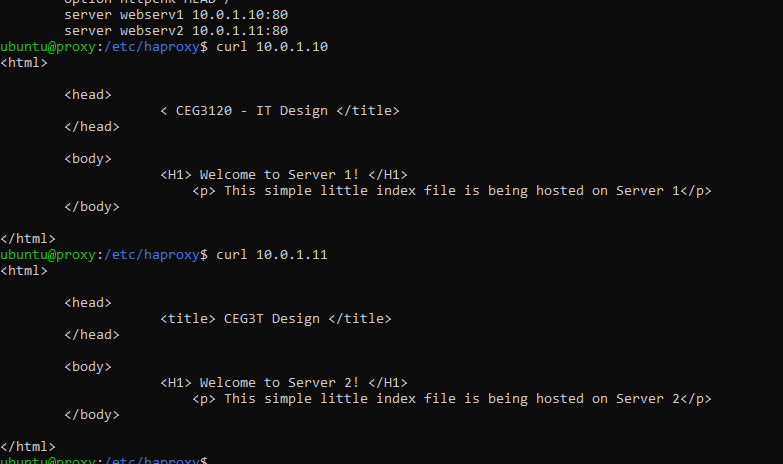 option httpchk HEAD /
server webserv1 10.0.1.10:80
server webserv2 10.0.1.11:80
ubuntu@proxy:/etc/haproxy$ curl 10.0.1.10
<html>
<head>
< CEG3120 - IT Design </title>
</head>
<body>
<H1> Welcome to Server 1! </H1>
<p> This simple little index file is being hosted on Server 1</p>
</body>
</html>
ubuntu@proxy:/etc/haproxy$ curl 10.0.1.11
<html>
<head>
<title> CEG3T Design </title>
</head>
<body>
<H1> Welcome to Server 2! </H1>
<p> This simple little index file is being hosted on Server 2</p>
</body>
</html>
ubuntu@proxy:/etc/haproxy$